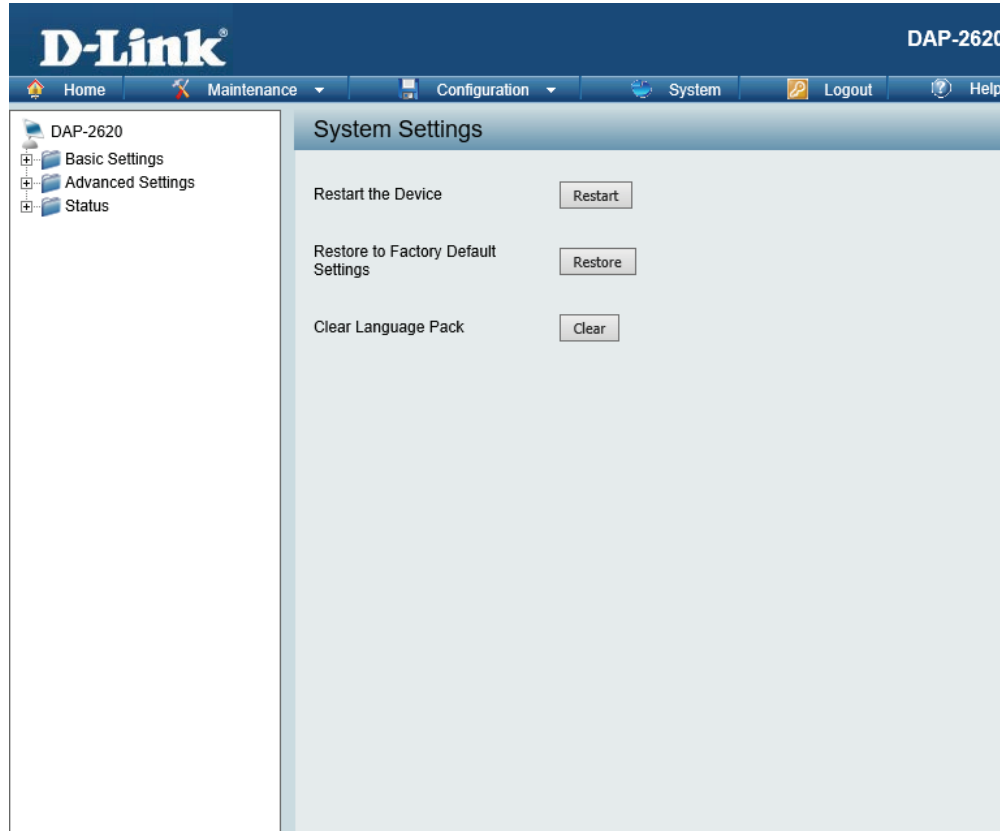 D-Link®
DAP-2620
Home Maintenance Configuration System Logout Help
DAP-2620
Basic Settings
Advanced Settings
Status
System Settings
Restart the Device Restart
Restore to Factory Default
Settings
Restore
Clear Language Pack Clear